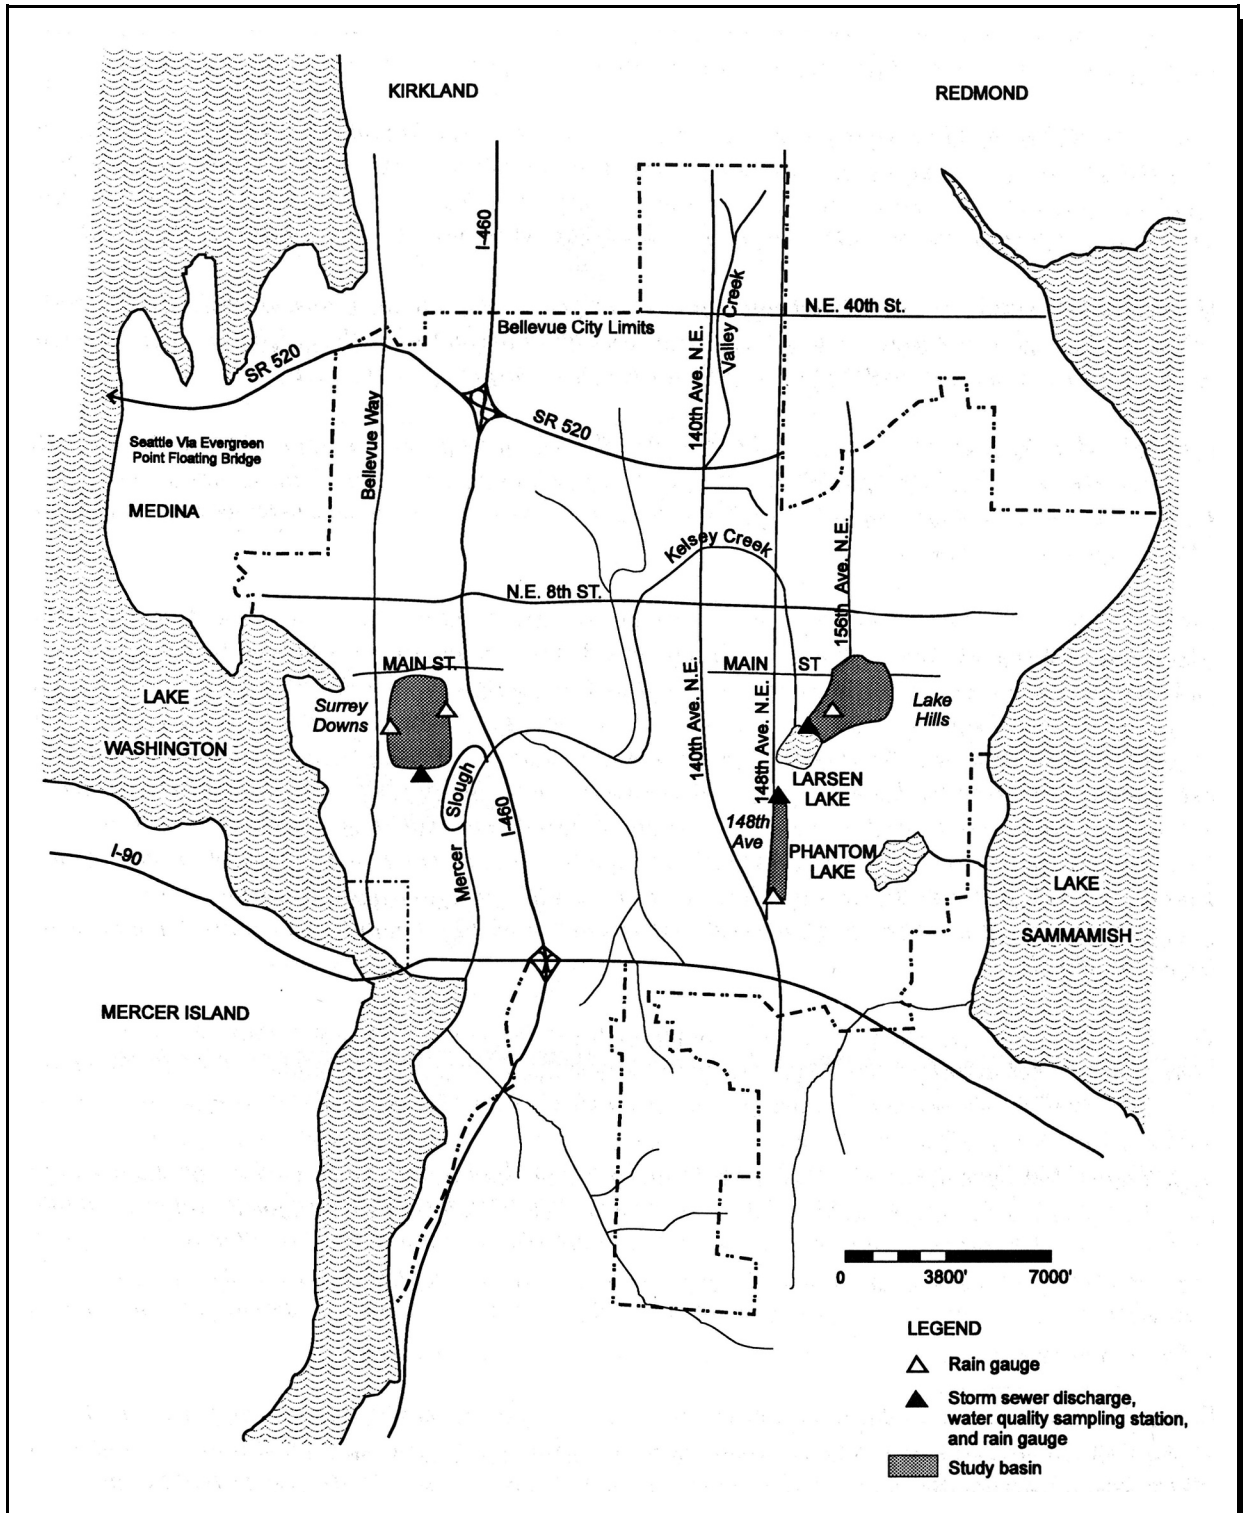 KIRKLAND
REDMOND
I-460
N.E. 40th St.
Bellevue City Limits
Valley Creek
140th Ave. N.E.
SR 520
SR 520
Bellevue Way
Seattle Via Evergreen
Point Floating Bridge
MEDINA
Kelsey Creek
156th Ave. N.E.
N.E. 8th ST.
MAIN ST.
MAIN ST
140th Ave. N.E.
148th Ave. N.E.
LAKE
WASHINGTON
Surrey
Downs
Lake
Hills
Slough
Mercer
I-460
LARSEN
LAKE
148th
Ave
PHANTOM
LAKE
I-90
LAKE
SAMMAMISH
MERCER ISLAND
0 3800' 7000'
LEGEND
Rain gauge
Storm sewer discharge,
water quality sampling station,
and rain gauge
Study basin